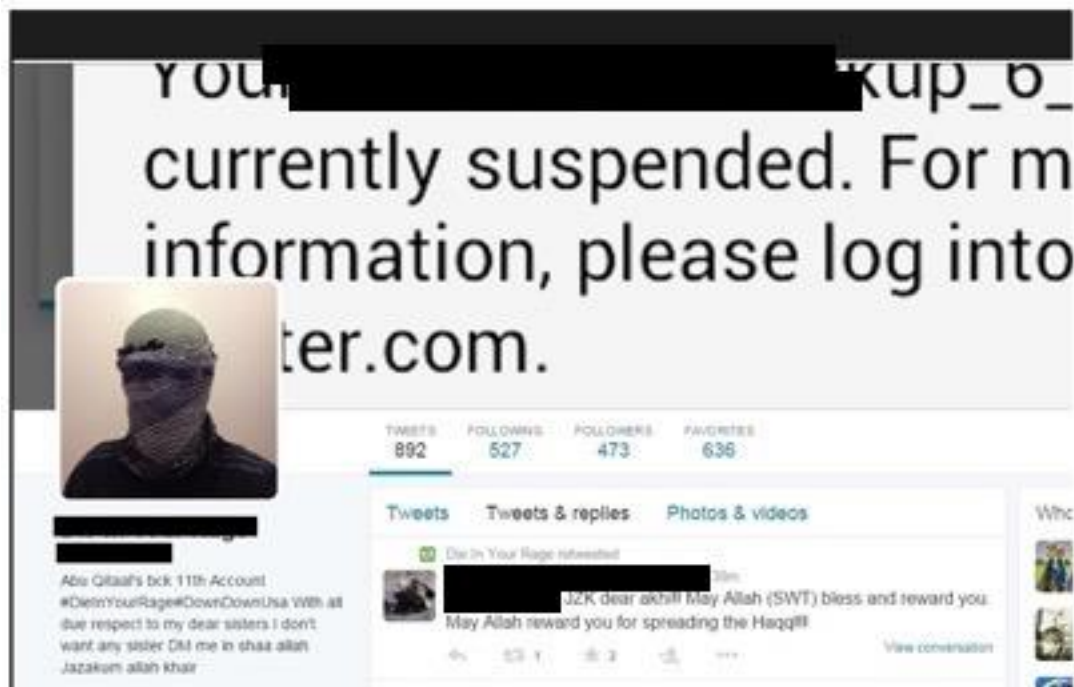 currently suspended. For m
information, please log into
ter.com.
TWEETS FOLLOWING FOLLOWERS FAVORITES
892 527 473 636
Tweets Tweets & replies Photos & videos
Die In Your Rage retweeted
JZK dear akhi!! May Allah (SWT) bless and reward you
May Allah reward you for spreading the Haqq!!!
1 3
View conversation
Abu Qitaal's bck 11th Account
#DieInYourRage#DownDownUsa With all
due respect to my dear sisters I don't
want any sister DM me in shaa allah
Jazakum allah khair
Who